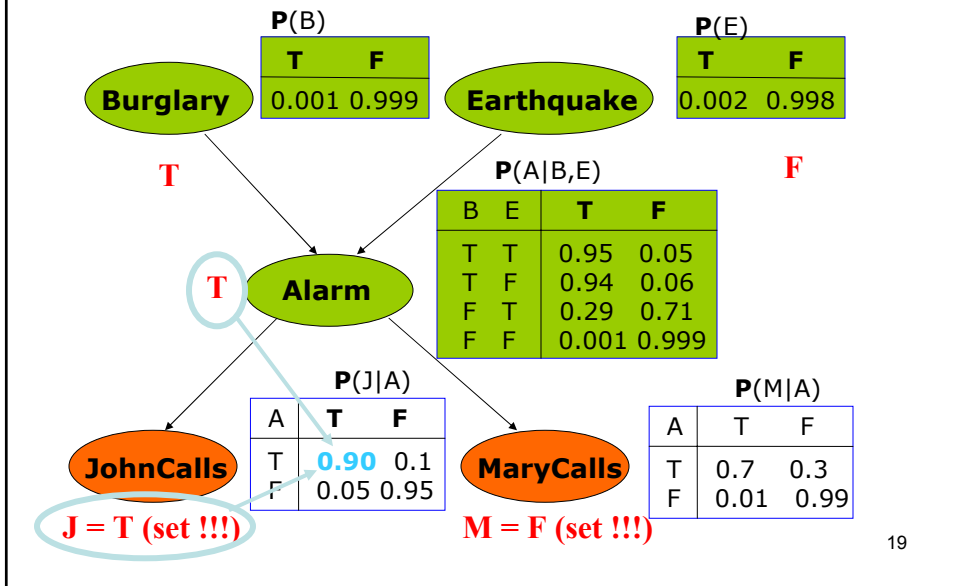 P(B)
T F
0.001 0.999
Burglary
P(E)
T F
0.002 0.998
Earthquake
T
F
P(A|B,E)
B E T F
T T 0.95 0.05
T F 0.94 0.06
F T 0.29 0.71
F F 0.001 0.999
T
Alarm
P(J|A)
A T F
T 0.90 0.1
F 0.05 0.95
JohnCalls
J = T (set !!!)
P(M|A)
A T F
T 0.7 0.3
F 0.01 0.99
MaryCalls
M = F (set !!!)
19